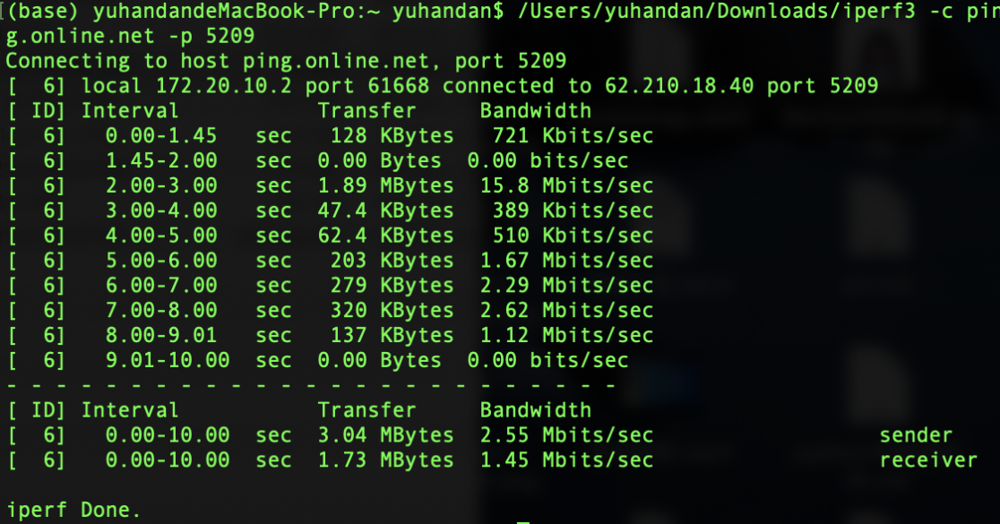 (base) yuhandandeMacBook-Pro:~ yuhandan$ /Users/yuhandan/Downloads/iperf3 -c pin
g.online.net -p 5209
Connecting to host ping.online.net, port 5209
[  6] local 172.20.10.2 port 61668 connected to 62.210.18.40 port 5209
[ ID] Interval           Transfer     Bandwidth
[  6]   0.00-1.45   sec   128 KBytes   721 Kbits/sec
[  6]   1.45-2.00   sec  0.00 Bytes  0.00 bits/sec
[  6]   2.00-3.00   sec  1.89 MBytes  15.8 Mbits/sec
[  6]   3.00-4.00   sec  47.4 KBytes   389 Kbits/sec
[  6]   4.00-5.00   sec  62.4 KBytes   510 Kbits/sec
[  6]   5.00-6.00   sec   203 KBytes  1.67 Mbits/sec
[  6]   6.00-7.00   sec   279 KBytes  2.29 Mbits/sec
[  6]   7.00-8.00   sec   320 KBytes  2.62 Mbits/sec
[  6]   8.00-9.01   sec   137 KBytes  1.12 Mbits/sec
[  6]   9.01-10.00  sec  0.00 Bytes  0.00 bits/sec
- - - - - - - - - - - - - - - - - - - - - - - - -
[ ID] Interval           Transfer     Bandwidth
[  6]   0.00-10.00  sec  3.04 MBytes  2.55 Mbits/sec                  sender
[  6]   0.00-10.00  sec  1.73 MBytes  1.45 Mbits/sec                  receiver
iperf Done.